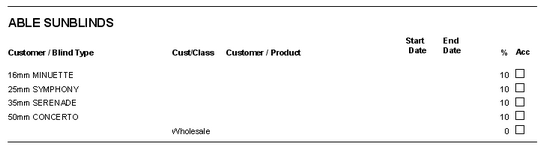 ABLE SUNBLINDS
Start End
Customer / Blind Type Cust/Class Customer / Product Date Date % Acc
16mm MINUETTE 10
25mm SYMPHONY 10
35mm SERENADE 10
50mm CONCERTO 10
Wholesale 0